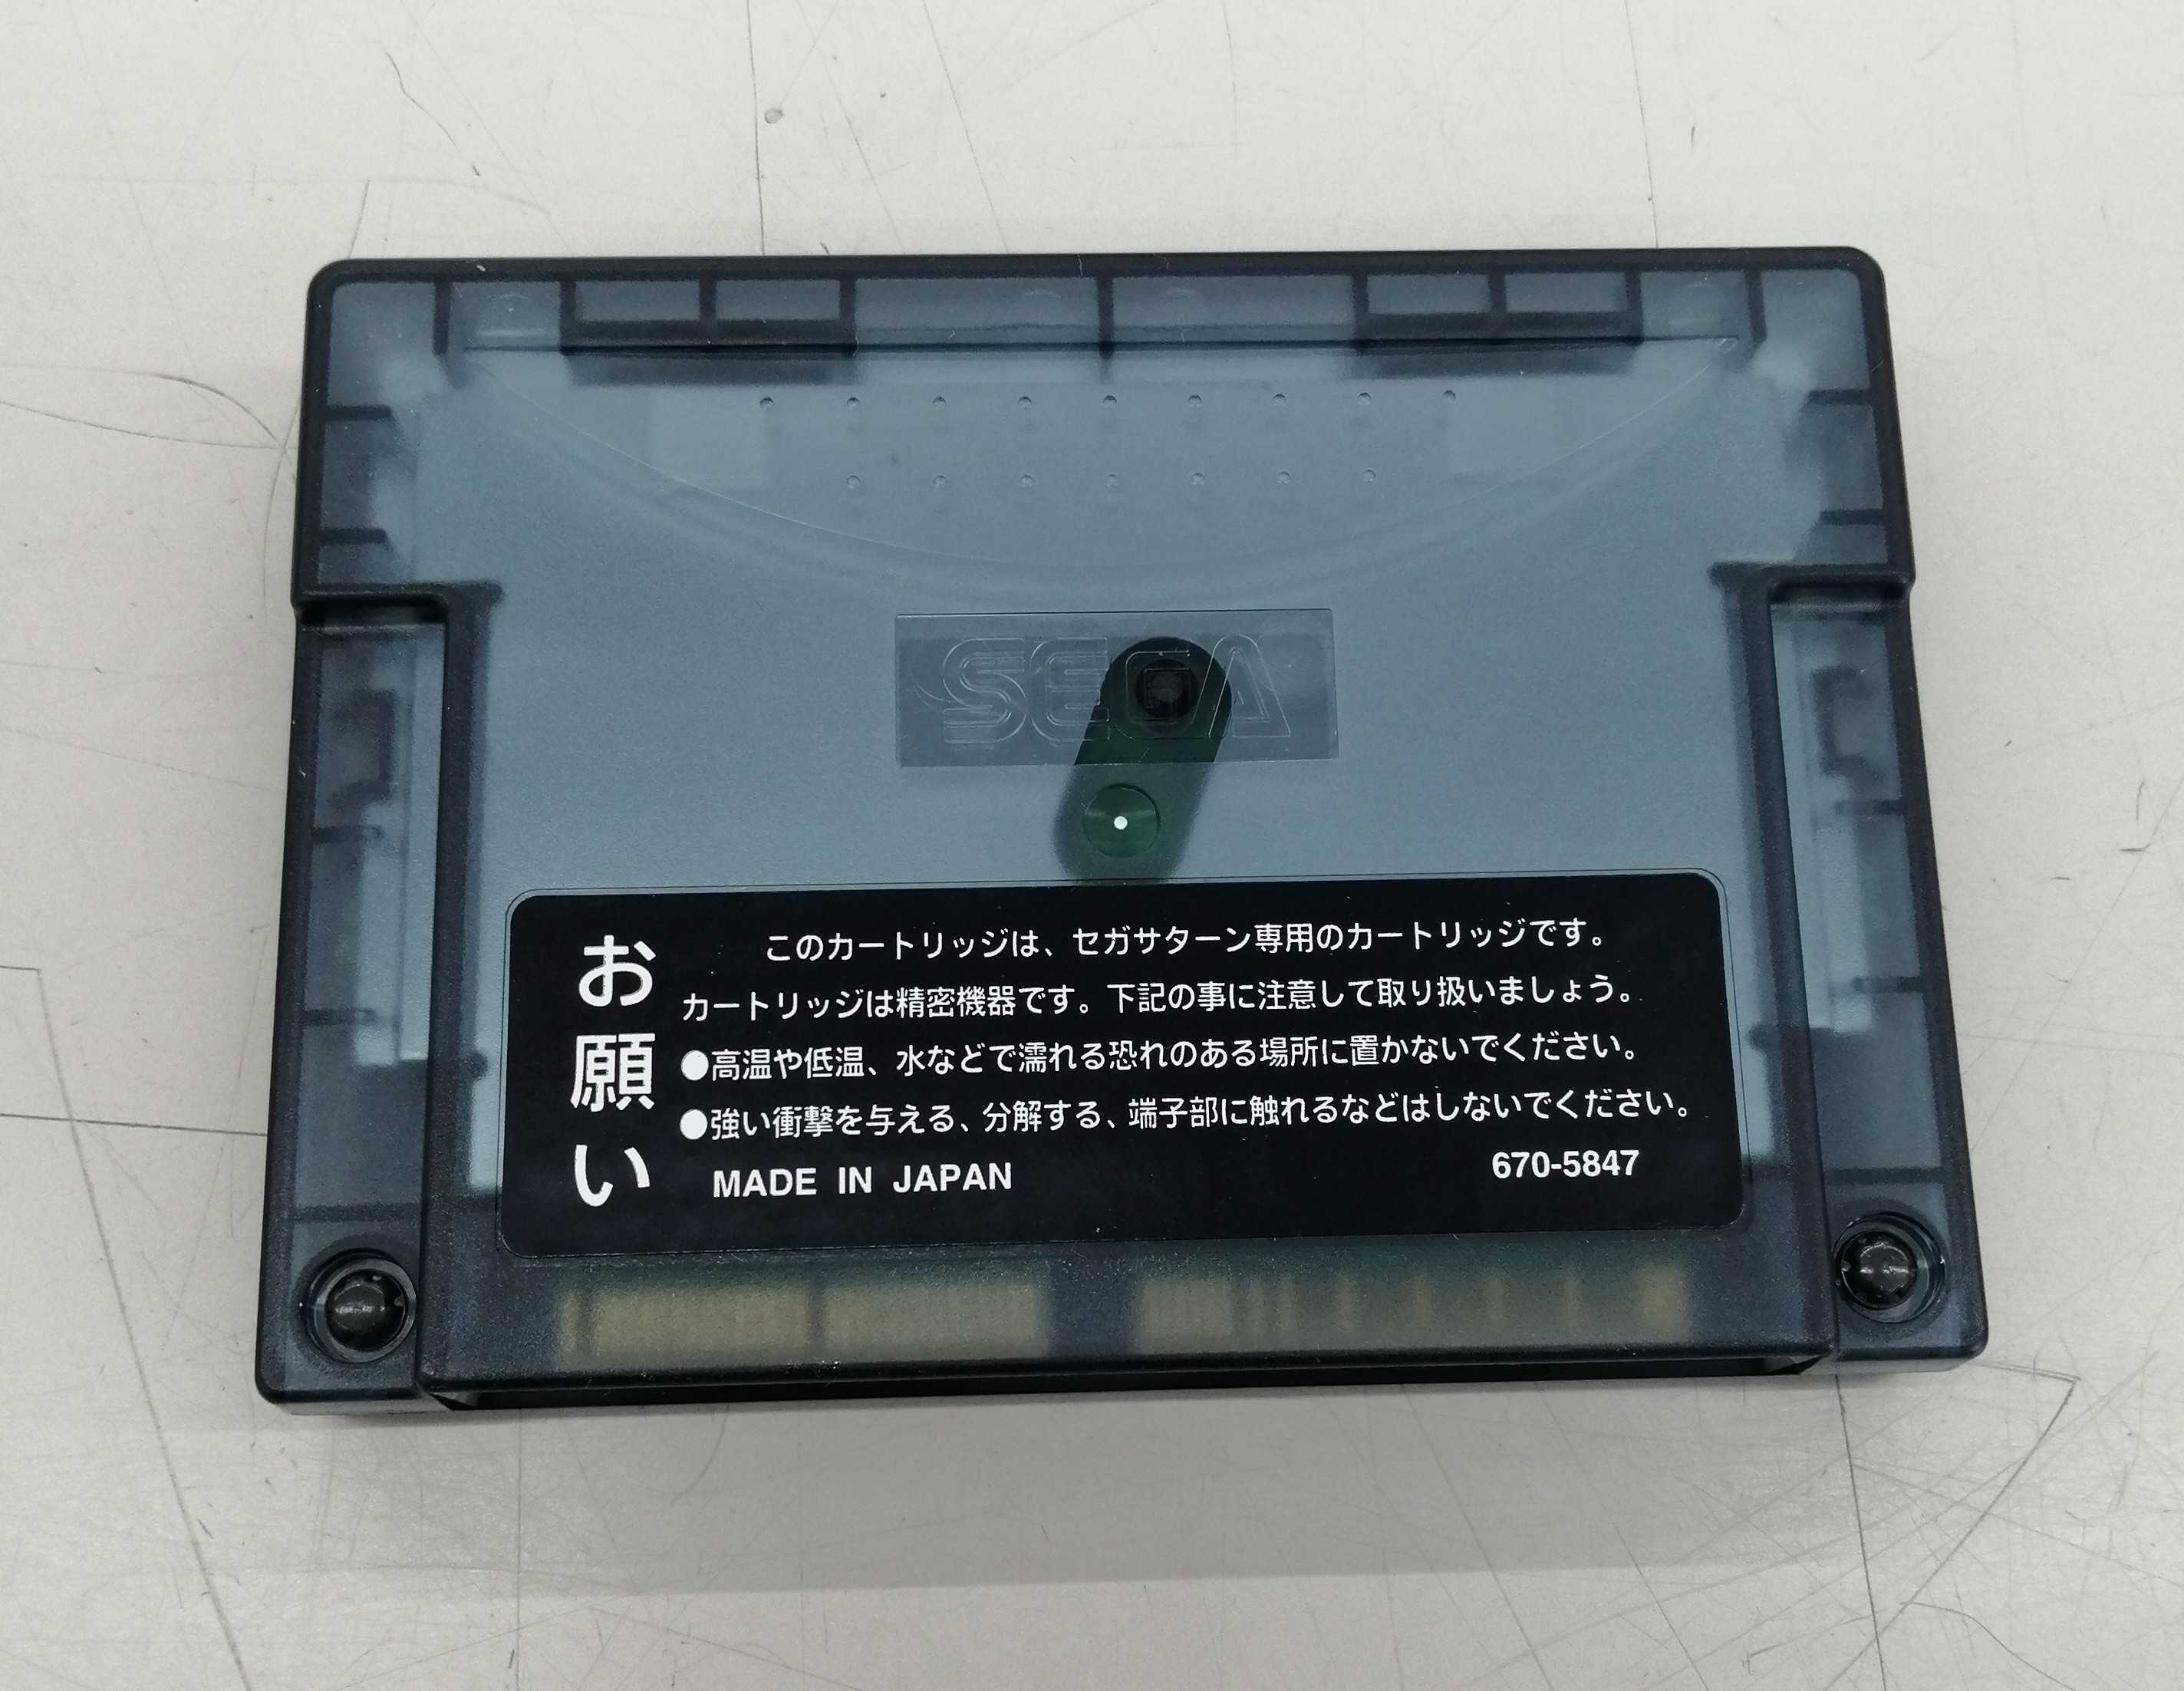 SEGA
お願い
このカートリッジは、セガサターン専用のカートリッジです。
カートリッジは精密機器です。下記の事に注意して取り扱いましょう。
●高温や低温、水などで濡れる恐れのある場所に置かないでください。
●強い衝撃を与える、分解する、端子部に触れるなどはしないでください。
MADE IN JAPAN 670-5847